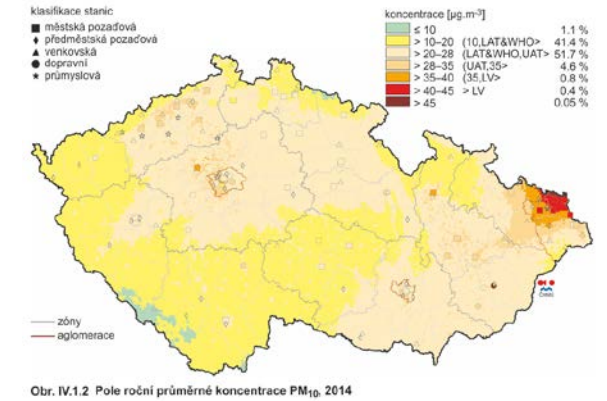 klasifikace stanic
městská pozaďová
předměstská pozaďová
venkovská
dopravní
průmyslová
koncentrace [µg.m⁻³]
≤ 10 1.1 %
> 10–20 (10,LAT&WHO> 41.4 %
> 20–28 (LAT&WHO,UAT> 51.7 %
> 28–35 (UAT,35> 4.6 %
> 35–40 (35,LV> 0.8 %
> 40–45 > LV 0.4 %
> 45 0.05 %
zóny
aglomerace
Obr. IV.1.2 Pole roční průměrné koncentrace PM₁₀, 2014